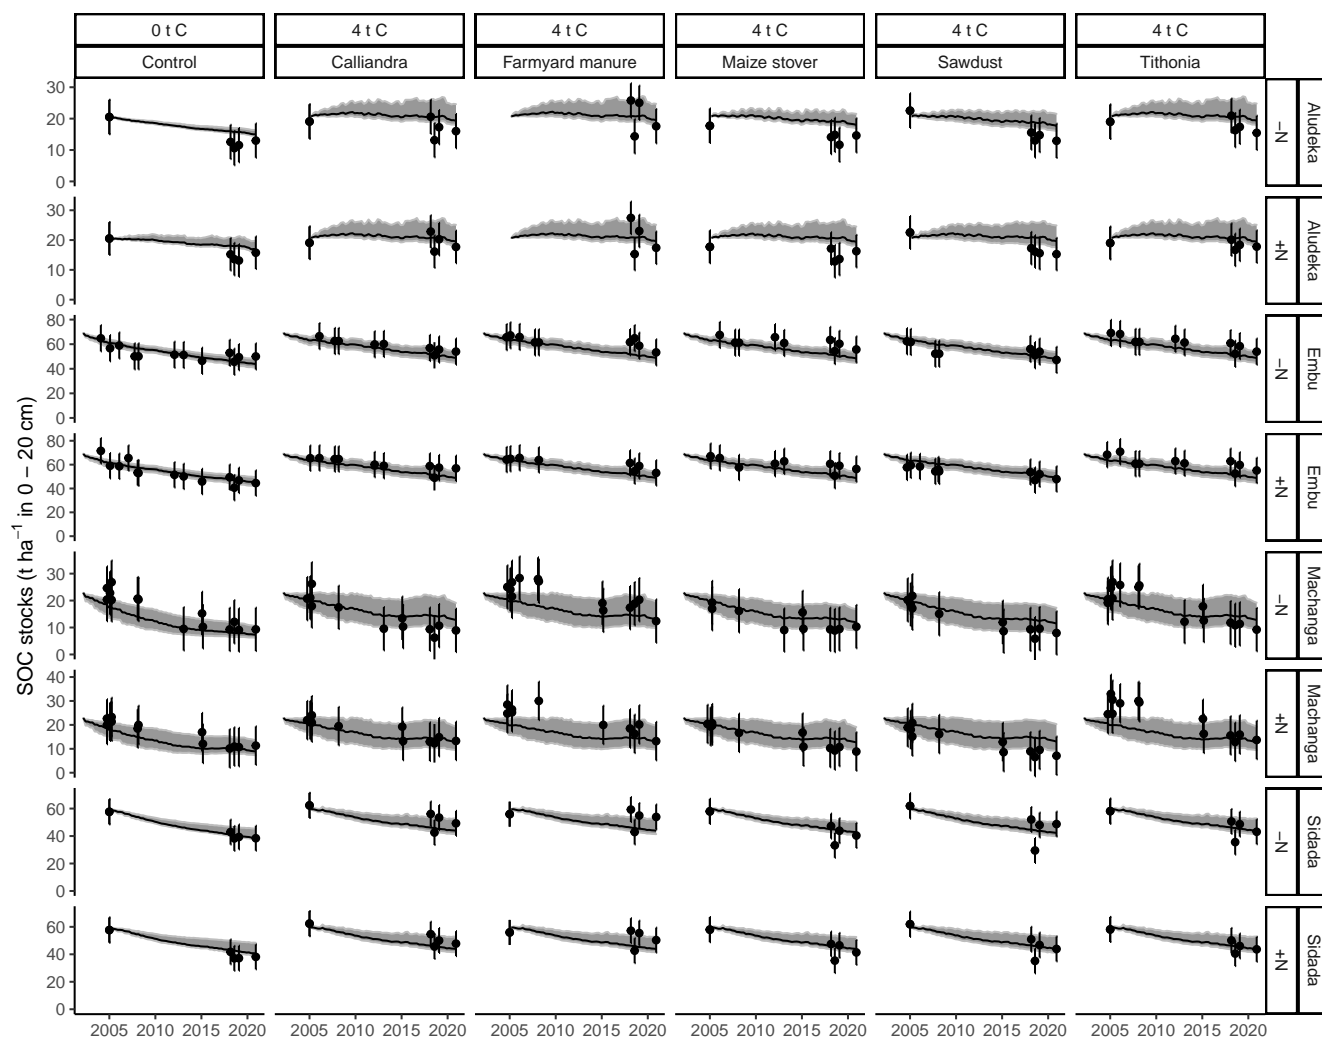 0 t C 4 t C 4 t C 4 t C 4 t C 4 t C
Control Calliandra Farmyard manure Maize stover Sawdust Tithonia
SOC stocks (t ha⁻¹ in 0 − 20 cm)
30
20
10
0
−N Aludeka
30
20
10
0
+N Aludeka
80
60
40
20
0
−N Embu
80
60
40
20
0
+N Embu
30
20
10
0
−N Machanga
40
30
20
10
0
+N Machanga
60
40
20
0
−N Sidada
60
40
20
0
+N Sidada
2005 2010 2015 2020 2005 2010 2015 2020 2005 2010 2015 2020 2005 2010 2015 2020 2005 2010 2015 2020 2005 2010 2015 2020